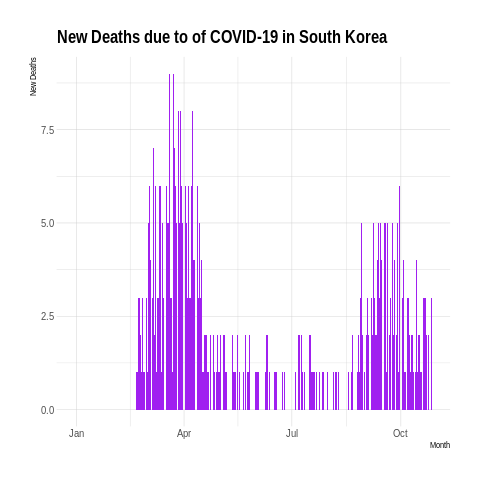 New Deaths due to of COVID-19 in South Korea
New Deaths
7.5
5.0
2.5
0.0
Jan Apr Jul Oct
Month